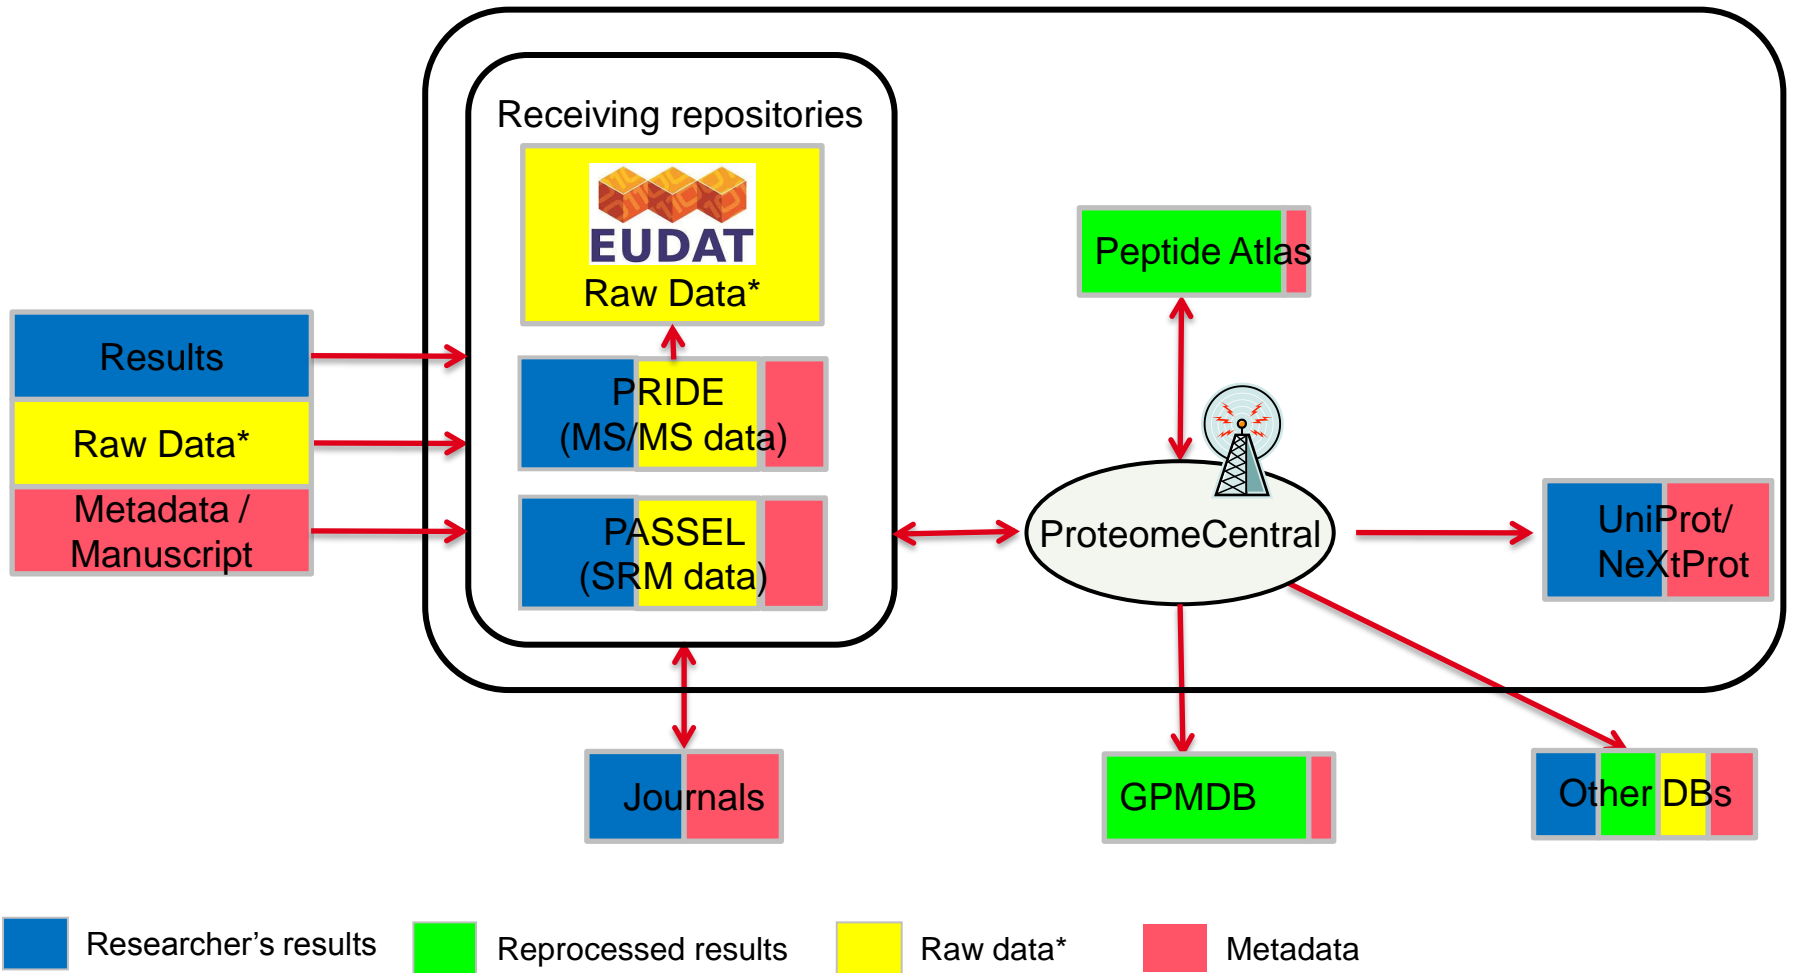 Receiving repositories
EUDAT
Raw Data*
Results
Raw Data*
Metadata /
Manuscript
PRIDE
(MS/MS data)
PASSEL
(SRM data)
Peptide Atlas
ProteomeCentral
UniProt/
NeXtProt
Journals
GPMDB
Other DBs
Researcher’s results
Reprocessed results
Raw data*
Metadata